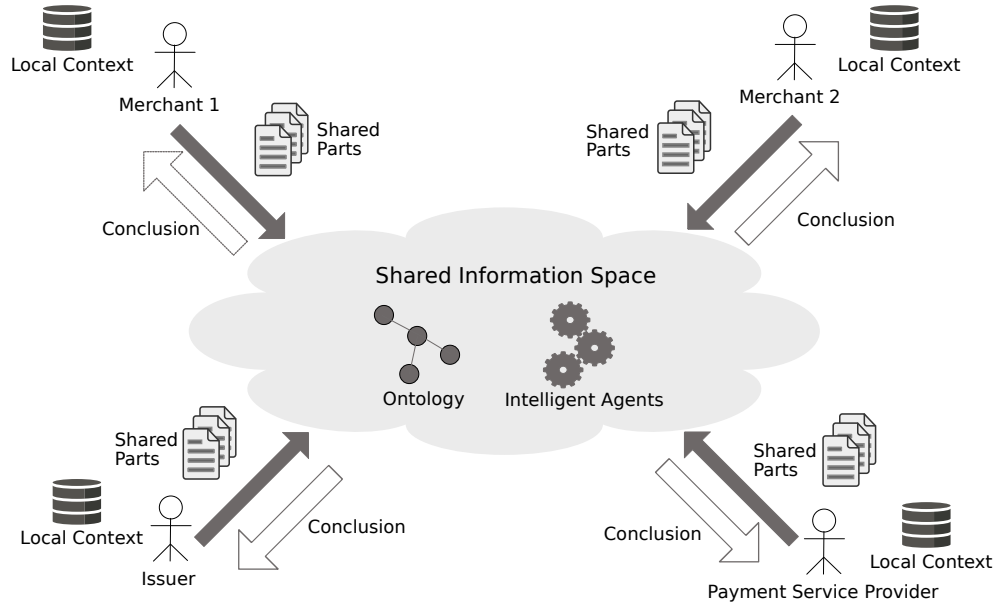 Local Context
Merchant 1
Shared
Parts
Conclusion
Merchant 2
Local Context
Shared
Parts
Conclusion
Shared Information Space
Ontology
Intelligent Agents
Shared
Parts
Local Context
Issuer
Conclusion
Shared
Parts
Conclusion
Local Context
Payment Service Provider